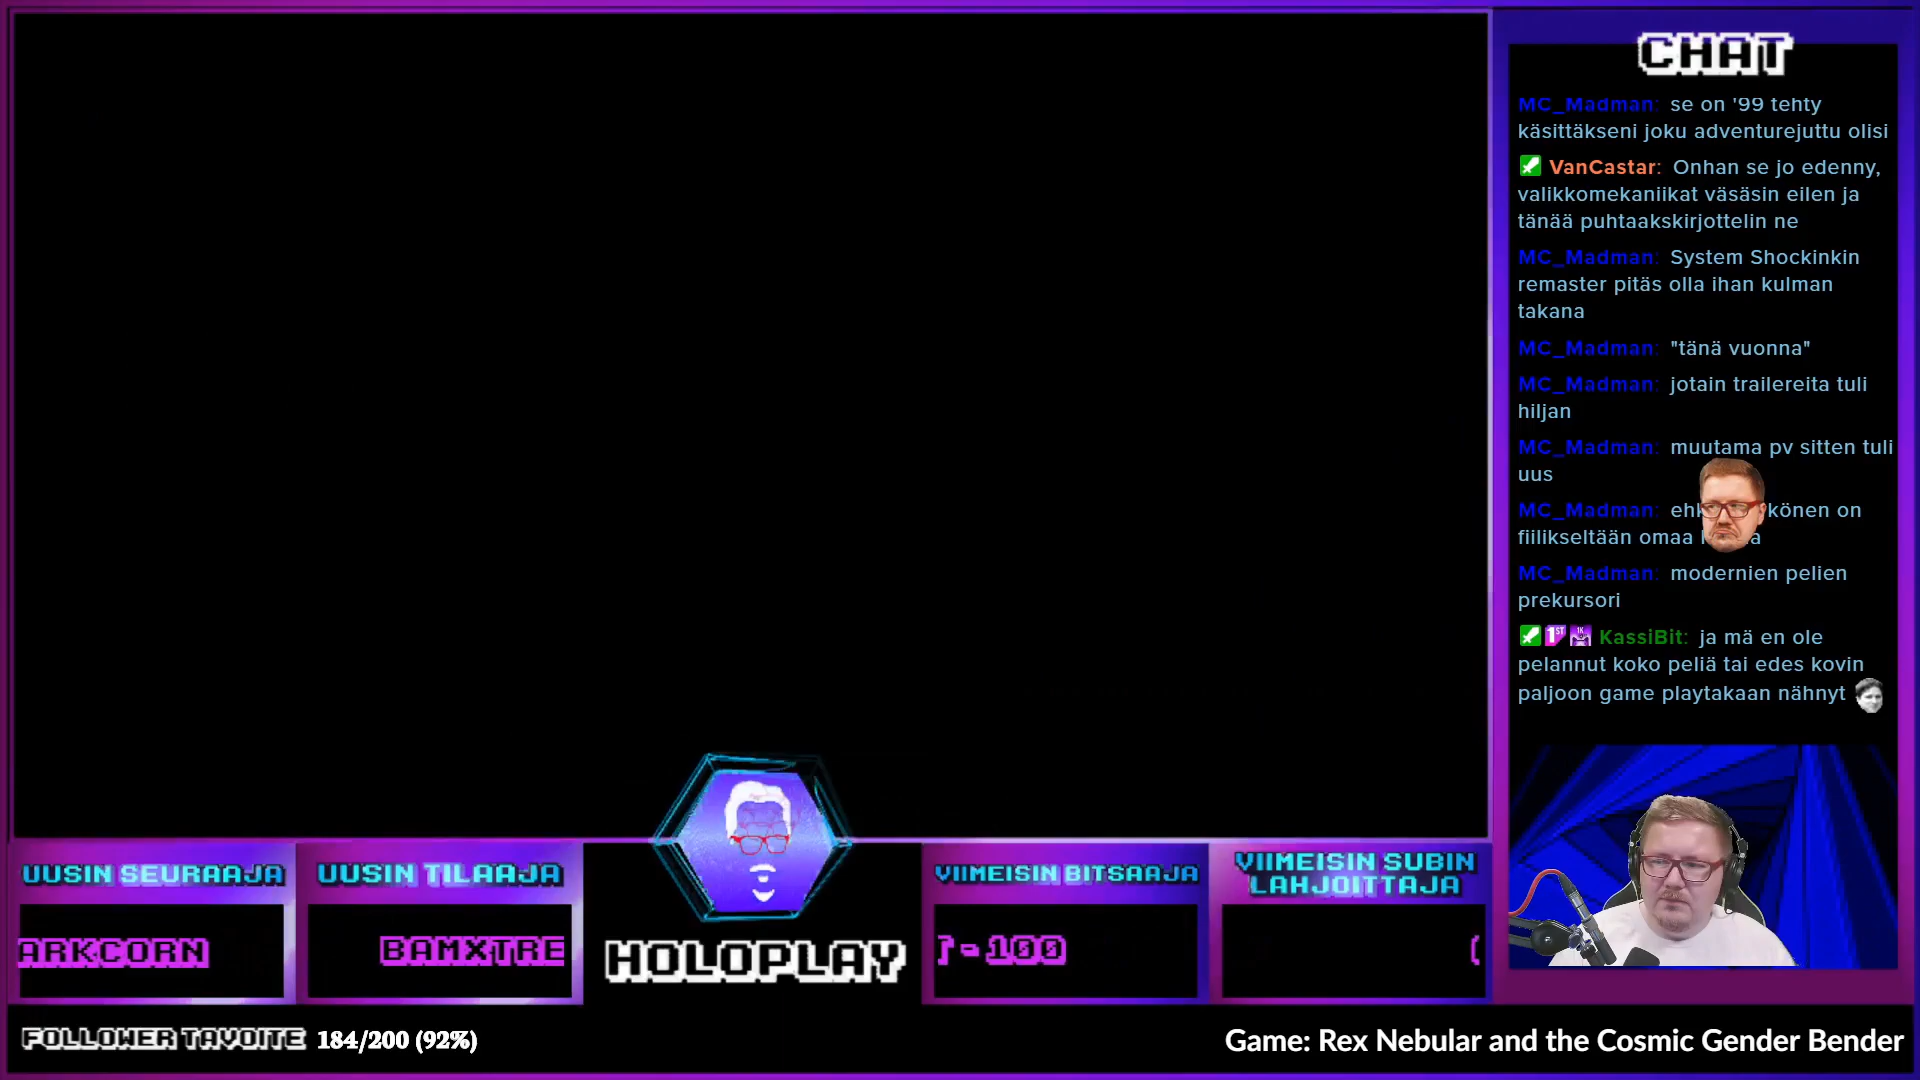 CHAT
MC_Madman: se on '99 tehty
käsittäkseni joku adventurejuttu olisi
VanCastar: Onhan se jo edenny,
valikkomekaniikat väsäsin eilen ja
tänää puhtaakskirjottelin ne
MC_Madman: System Shockinkin
remaster pitäs olla ihan kulman
takana
MC_Madman: "tänä vuonna"
MC_Madman: jotain trailereita tuli
hiljan
MC_Madman: muutama pv sitten tuli
uus
MC_Madman: on
fiilikseltään omaa
MC_Madman: modernien pelien
prekursori
1ST 1K KassiBit: ja mä en ole
pelannut koko peliä tai edes kovin
paljoon game playtakaan nähnyt
UUSIN SEURAAJA
ARKCORN
UUSIN TILAAJA
BAMXTRE
HOLOPLAY
VIIMEISIN BITSAAJA
- 100
VIIMEISIN SUBIN
LAHJOITTAJA
(
FOLLOWER TAVOITE 184/200 (92%)
Game: Rex Nebular and the Cosmic Gender Bender